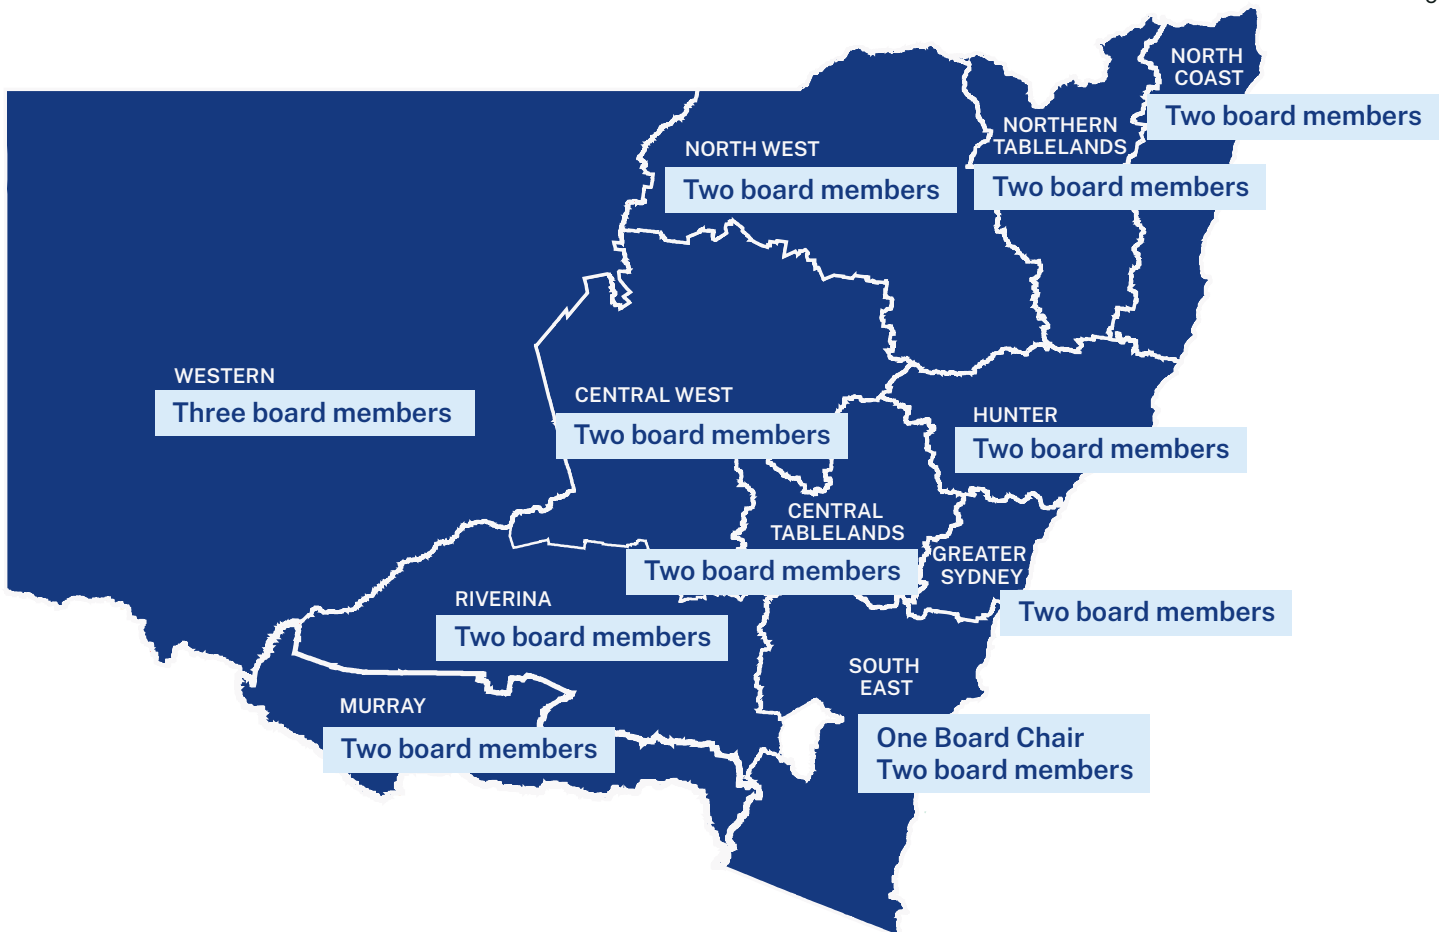 NORTH
COAST
Two board members
NORTHERN
TABLELANDS
Two board members
NORTH WEST
Two board members
WESTERN
Three board members
CENTRAL WEST
Two board members
HUNTER
Two board members
CENTRAL
TABLELANDS
Two board members
GREATER
SYDNEY
Two board members
RIVERINA
Two board members
SOUTH
EAST
One Board Chair
Two board members
MURRAY
Two board members